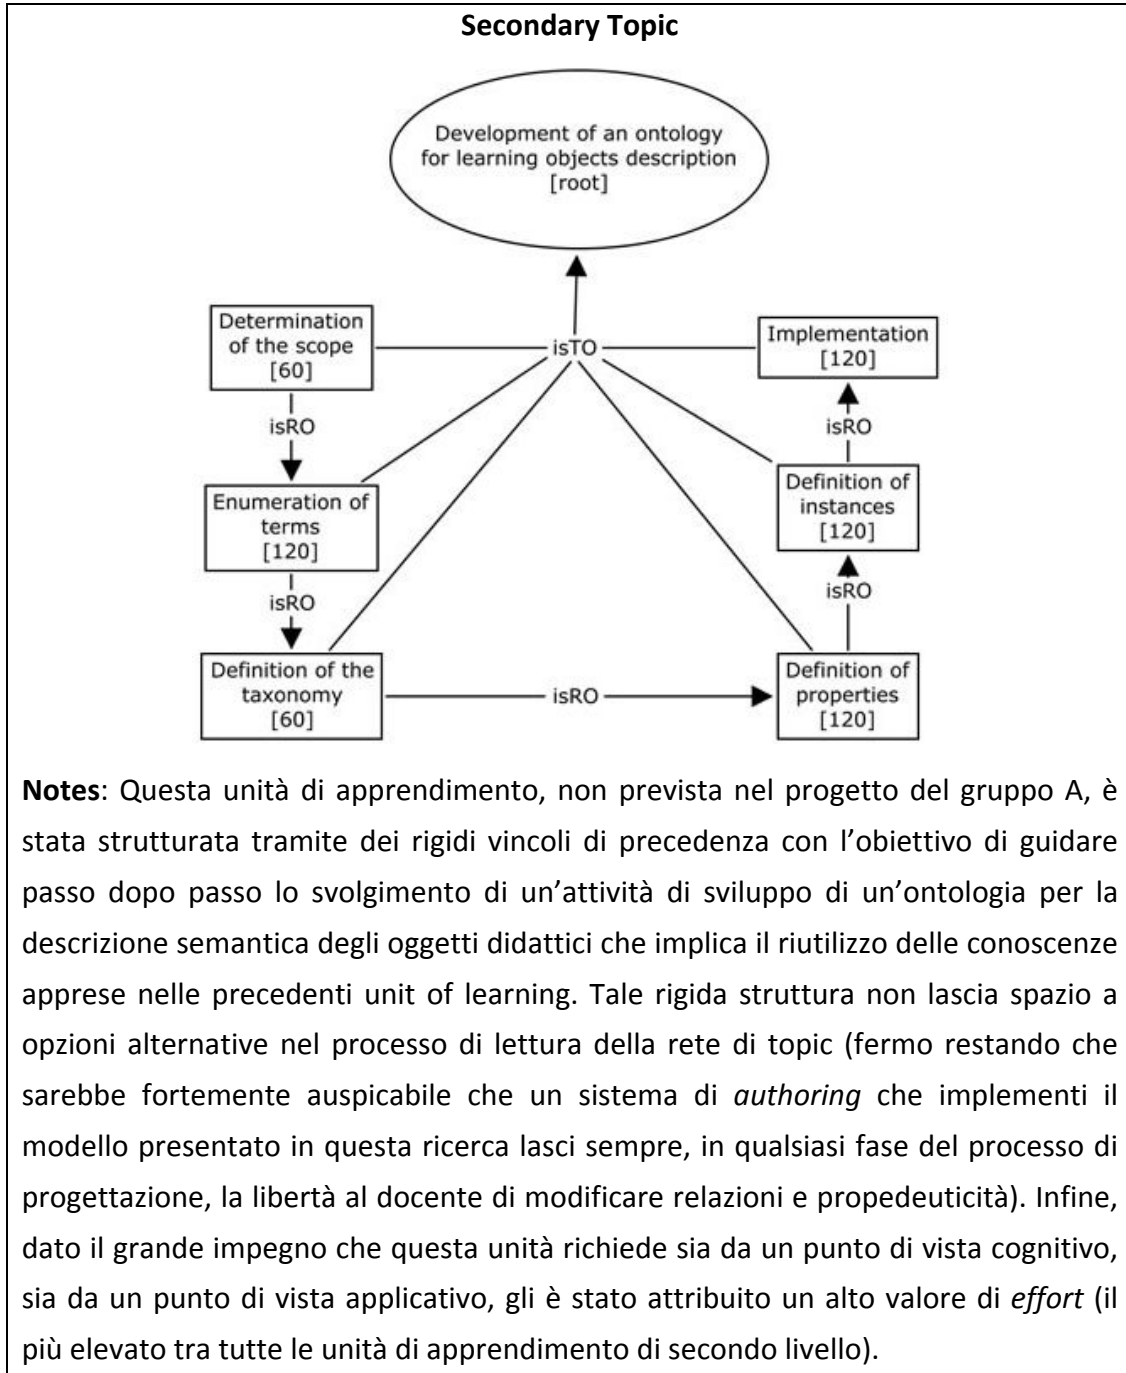 Secondary Topic
Development of an ontology
for learning objects description
[root]
Determination
of the scope
[60]
isTO
Implementation
[120]
isRO
isRO
Enumeration of
terms
[120]
Definition of
instances
[120]
isRO
isRO
Definition of the
taxonomy
[60]
isRO
Definition of
properties
[120]
Notes: Questa unità di apprendimento, non prevista nel progetto del gruppo A, è
stata strutturata tramite dei rigidi vincoli di precedenza con l’obiettivo di guidare
passo dopo passo lo svolgimento di un’attività di sviluppo di un’ontologia per la
descrizione semantica degli oggetti didattici che implica il riutilizzo delle conoscenze
apprese nelle precedenti unit of learning. Tale rigida struttura non lascia spazio a
opzioni alternative nel processo di lettura della rete di topic (fermo restando che
sarebbe fortemente auspicabile che un sistema di authoring che implementi il
modello presentato in questa ricerca lasci sempre, in qualsiasi fase del processo di
progettazione, la libertà al docente di modificare relazioni e propedeuticità). Infine,
dato il grande impegno che questa unità richiede sia da un punto di vista cognitivo,
sia da un punto di vista applicativo, gli è stato attribuito un alto valore di effort (il
più elevato tra tutte le unità di apprendimento di secondo livello).